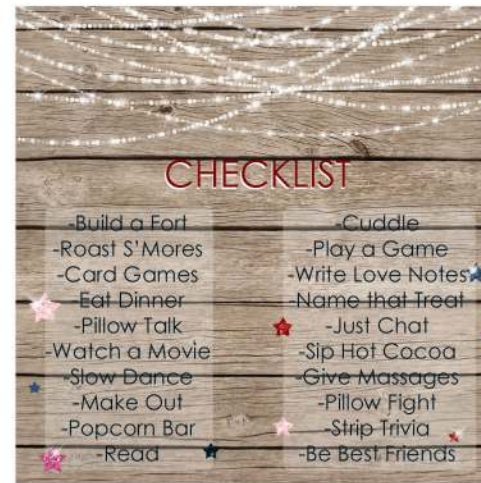 CHECKLIST
-Build a Fort
-Roast S'Mores
-Card Games
-Eat Dinner
-Pillow Talk
-Watch a Movie
-Slow Dance
-Make Out
-Popcorn Bar
-Read
-Cuddle
-Play a Game
-Write Love Notes
-Name that Treat
-Just Chat
-Sip Hot Cocoa
-Give Massages
-Pillow Fight
-Strip Trivia
-Be Best Friends